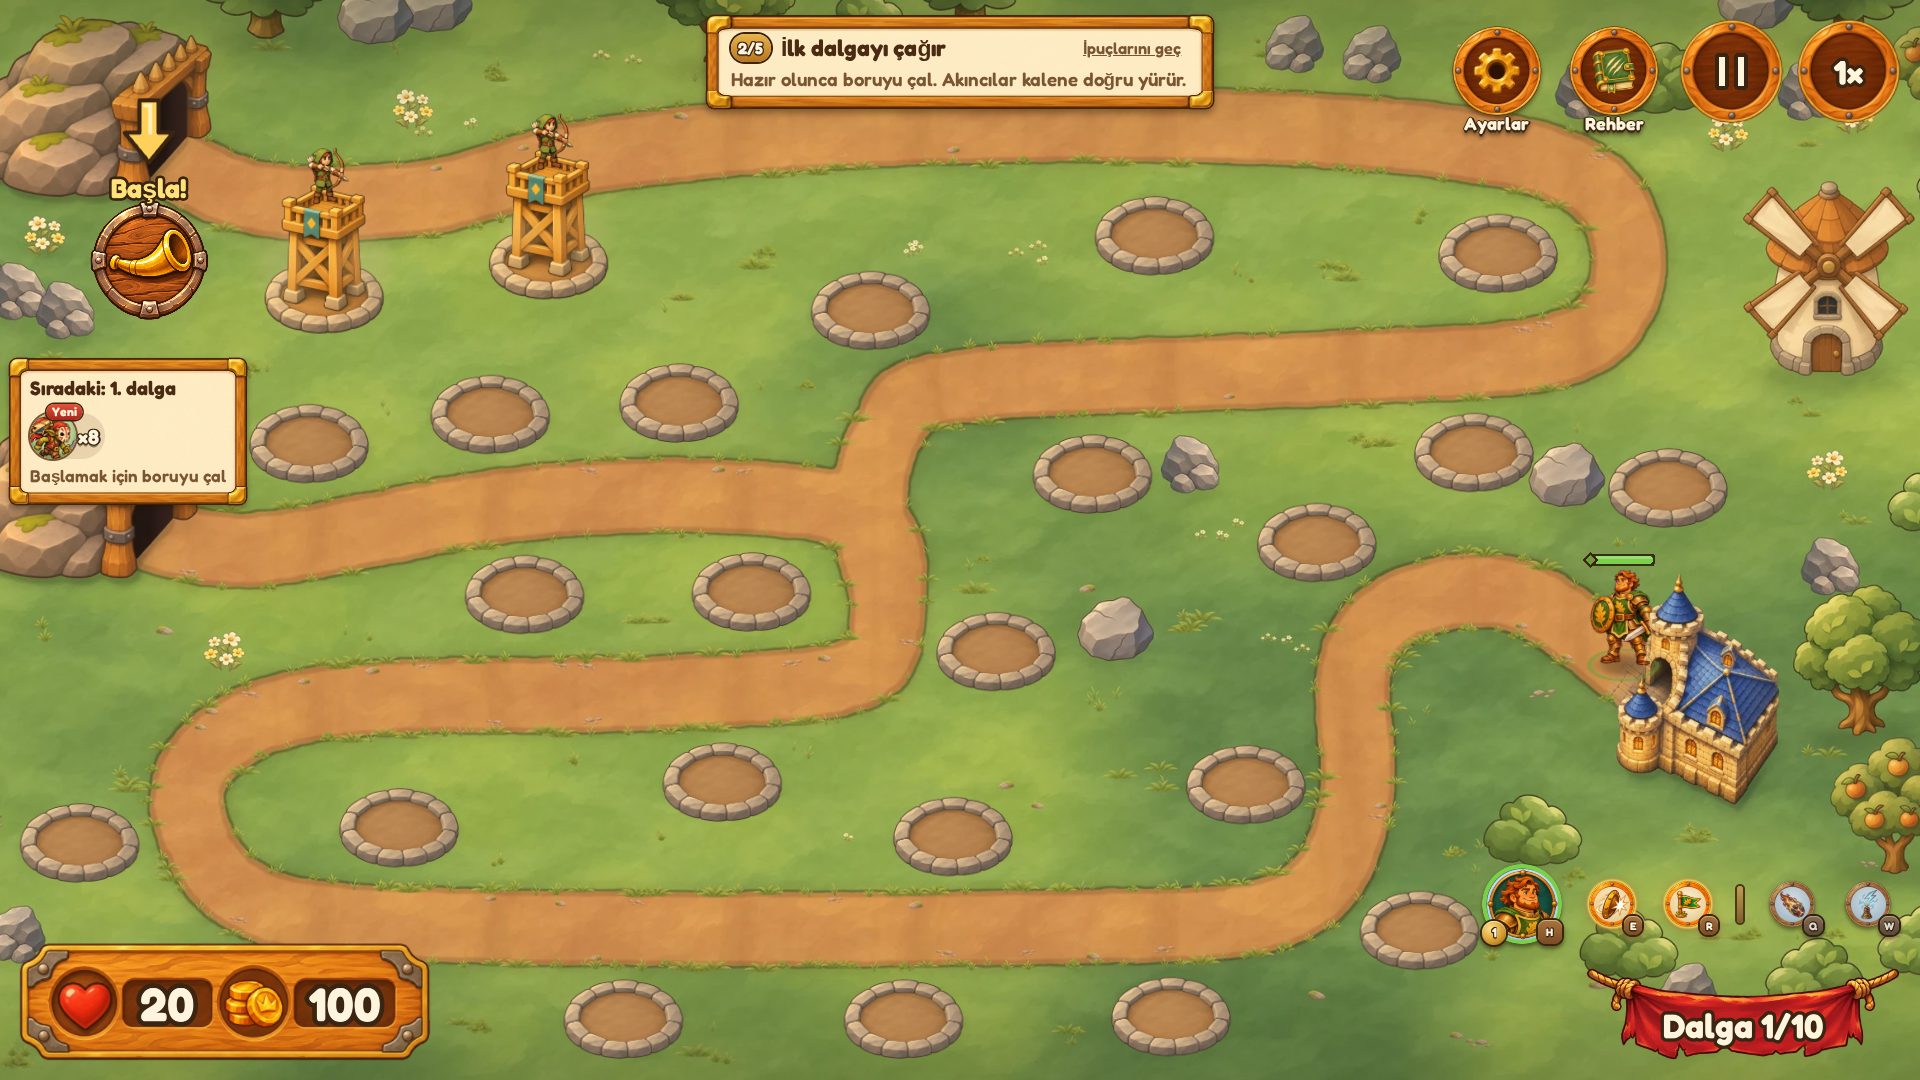 2/5 İlk dalgayı çağır İpuçlarını geç
Hazır olunca boruyu çal. Akıncılar kalene doğru yürür.
1x
Ayarlar
Rehber
Başla!
Sıradaki: 1. dalga
Yeni
x8
Başlamak için boruyu çal
1 H E R Q W
20 100
Dalga 1/10